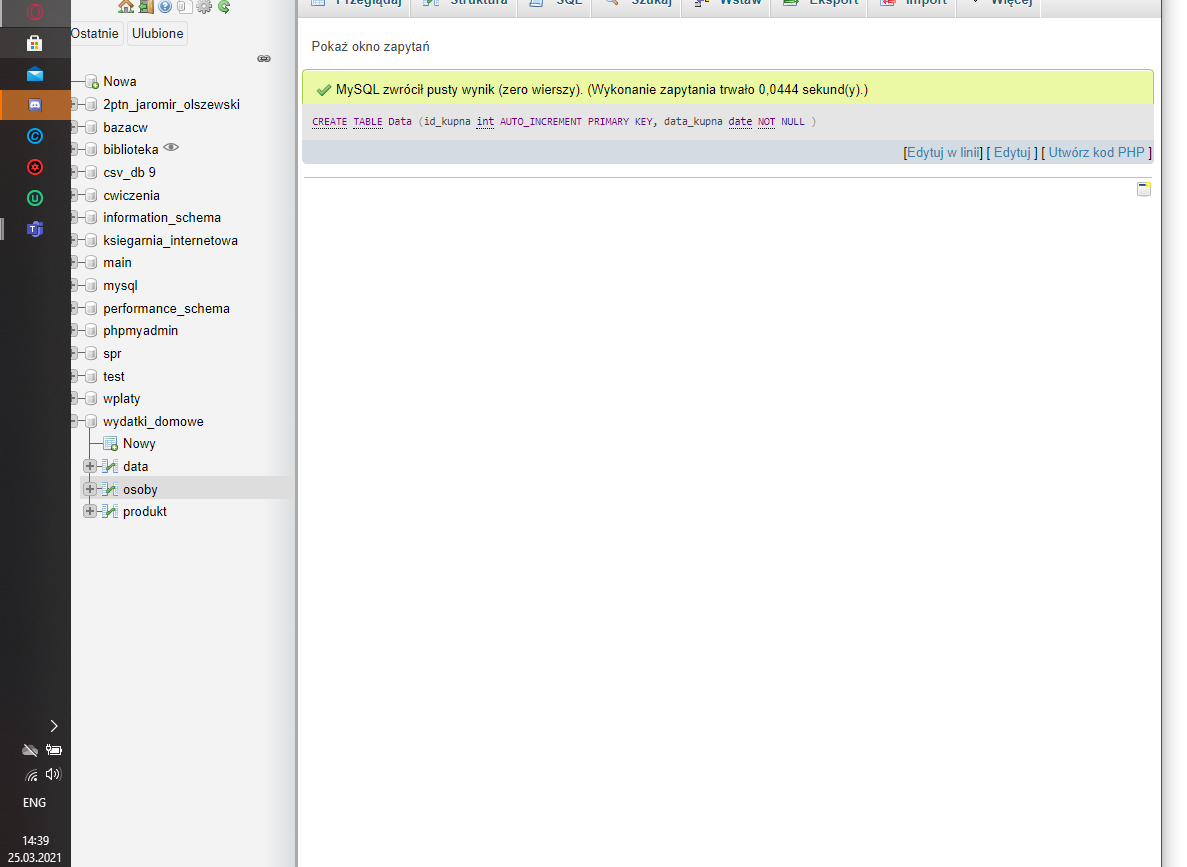 Przeglądaj Struktura SQL Szukaj Wstaw Eksport Import Więcej
Ostatnie Ulubione
Nowa
2ptn_jaromir_olszewski
bazacw
biblioteka
csv_db 9
cwiczenia
information_schema
ksiegarnia_internetowa
main
mysql
performance_schema
phpmyadmin
spr
test
wplaty
wydatki_domowe
Nowy
data
osoby
produkt
Pokaż okno zapytań
MySQL zwrócił pusty wynik (zero wierszy). (Wykonanie zapytania trwało 0,0444 sekund(y).)
CREATE TABLE Data (id_kupna int AUTO_INCREMENT PRIMARY KEY, data_kupna date NOT NULL )
[Edytuj w linii] [ Edytuj ] [ Utwórz kod PHP ]
ENG
14:39
25.03.2021